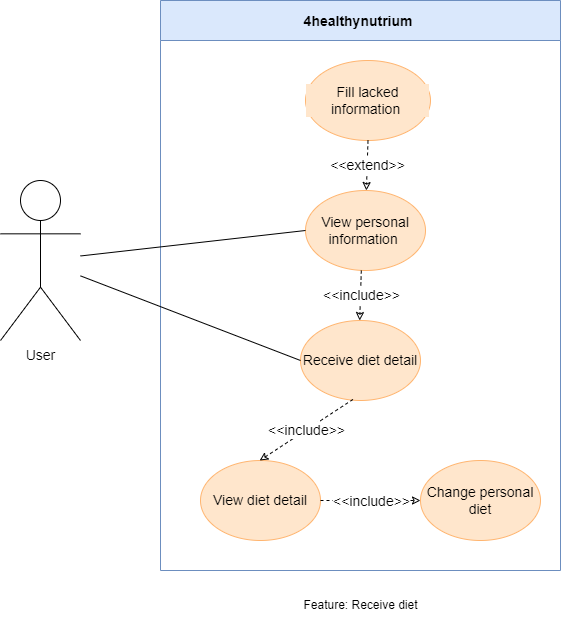 4healthynutrium
Fill lacked
information
<<extend>>
View personal
information
<<include>>
Receive diet detail
User
<<include>>
View diet detail
<<include>>
Change personal
diet
Feature: Receive diet